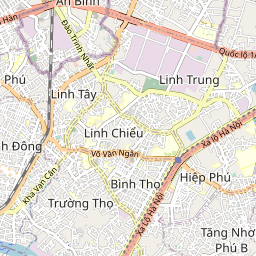 An Bình
Đào Trinh Nhất
Quốc lộ 1A
Phú
Linh Trung
Linh Tây
Linh Chiểu
Xa lộ Hà Nội
h Đông
Võ Văn Ngân
Kha Vạn Cân
Bình Thọ
Hiệp Phú
Trường Thọ
Xa lộ Hà Nội
Tăng Nhơ
Phú B